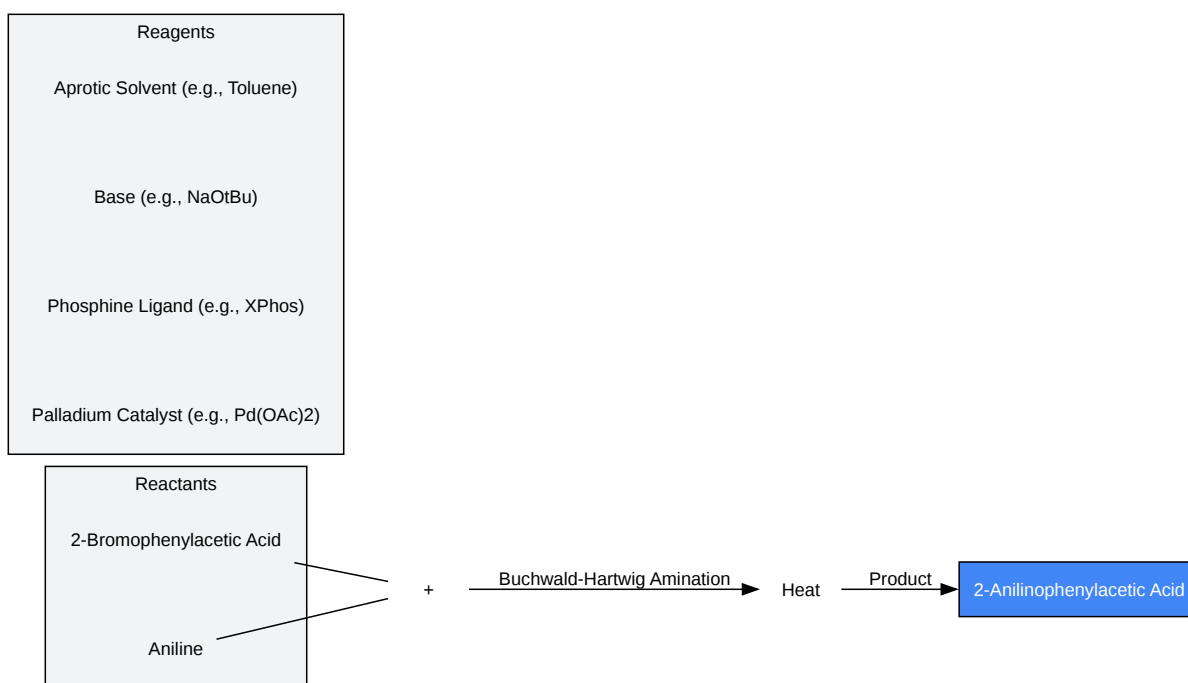 Reagents
Aprotic Solvent (e.g., Toluene)
Base (e.g., NaOtBu)
Phosphine Ligand (e.g., XPhos)
Palladium Catalyst (e.g., Pd(OAc)2)
Reactants
2-Bromophenylacetic Acid
Aniline
+
Buchwald-Hartwig Amination
Heat
Product
2-Anilinophenylacetic Acid